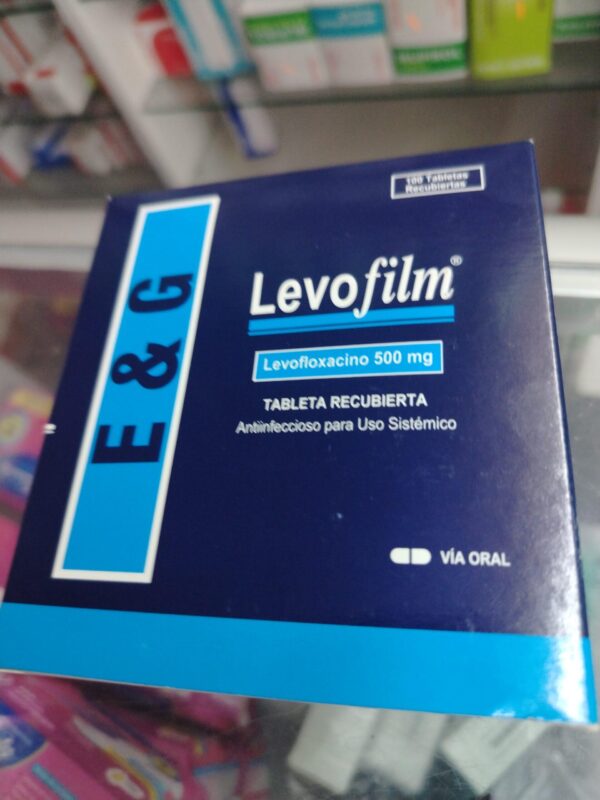 100 Tabletas
Recubiertas
E & G
Levofilm®
Levofloxacino 500 mg
TABLETA RECUBIERTA
Antiinfeccioso para Uso Sistémico
VÍA ORAL